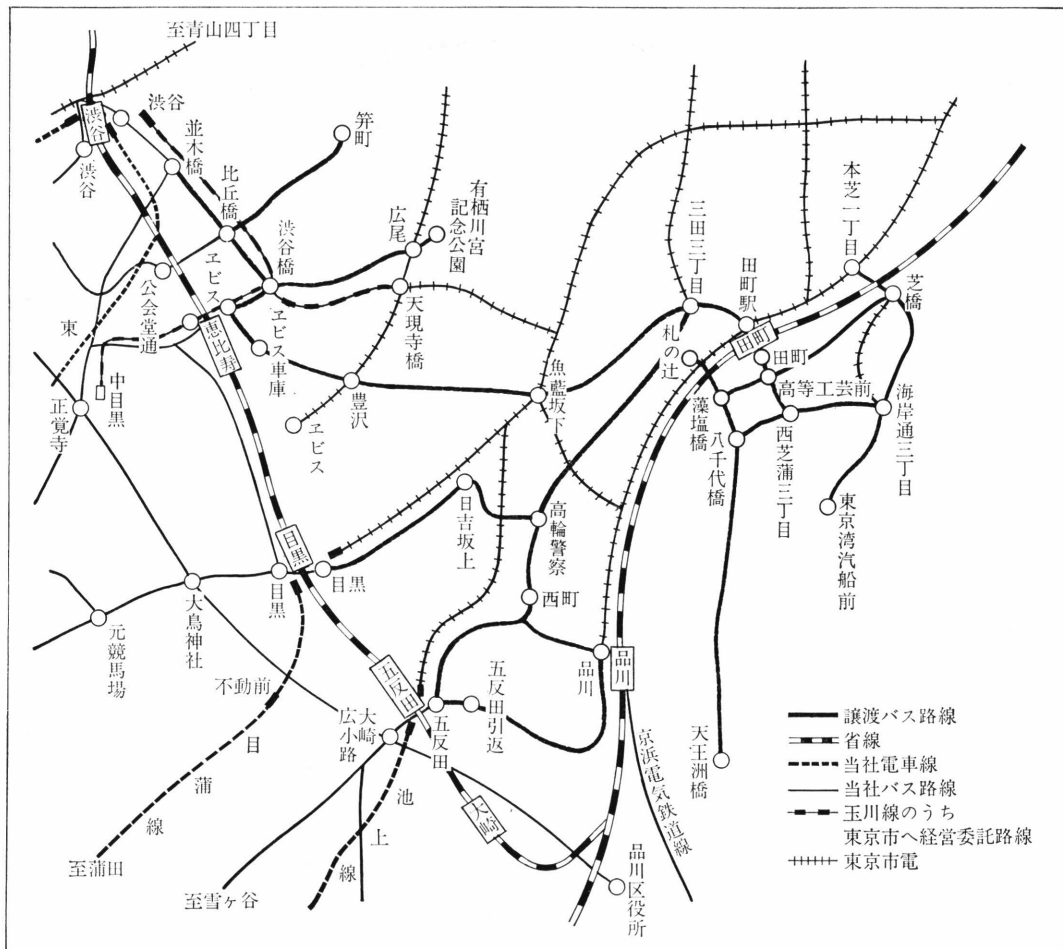 至青山四丁目
渋谷
渋谷
渋谷
並木橋
比丘橋
笄町
渋谷橋
広尾
有栖川宮
記念公園
天現寺橋
公会堂通
ヱビス
恵比寿
ヱビス車庫
豊沢
ヱビス
東
中目黒
正覚寺
魚藍坂下
三田三丁目
田町駅
田町
本芝二丁目
芝橋
札の辻
田町
高等工芸前
藻塩橋
八千代橋
西芝蒲三丁目
海岸通三丁目
東京湾汽船前
日吉坂上
高輪警察
西町
目黒
目黒
目黒
大鳥神社
元競馬場
不動前
目
蒲
線
至蒲田
五反田
五反田
五反田引返
大崎
広小路
池
上
線
至雪ヶ谷
大崎
品川
品川
京浜電気鉄道線
天王洲橋
品川区役所
譲渡バス路線
省線
当社電車線
当社バス路線
玉川線のうち
東京市へ経営委託路線
東京市電